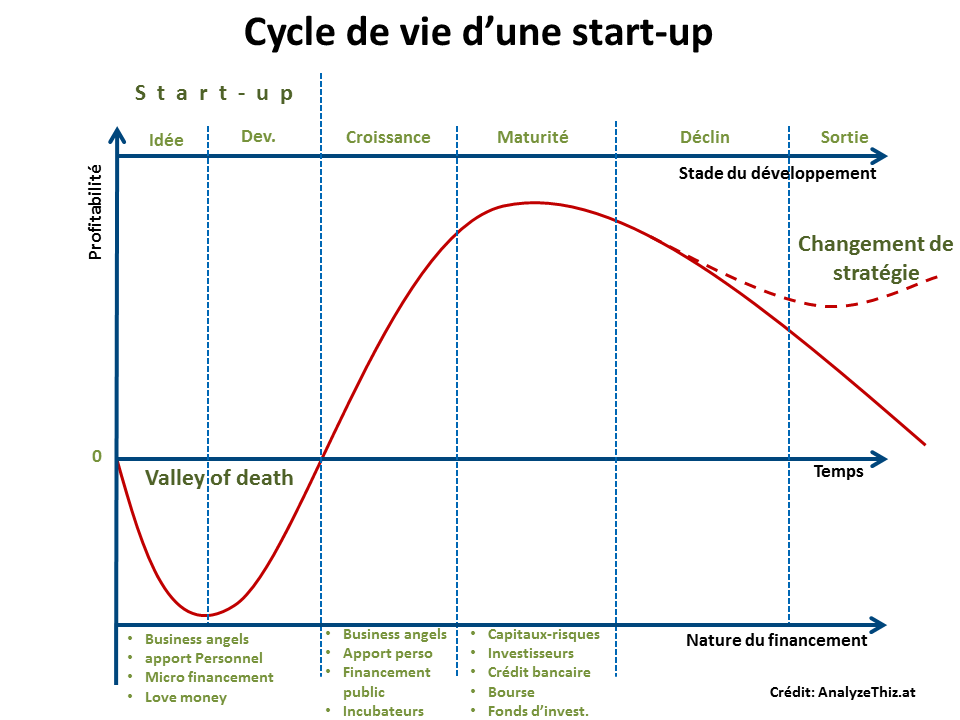 Cycle de vie d’une start-up
Start-up
Idée
Dev.
Croissance
Maturité
Déclin
Sortie
Stade du développement
Profitabilité
Changement de
stratégie
0
Valley of death
Temps
Nature du financement
• Business angels
• apport Personnel
• Micro financement
• Love money
• Business angels
• Apport perso
• Financement
public
• Incubateurs
• Capitaux-risques
• Investisseurs
• Crédit bancaire
• Bourse
• Fonds d’invest.
Crédit: AnalyzeThiz.at